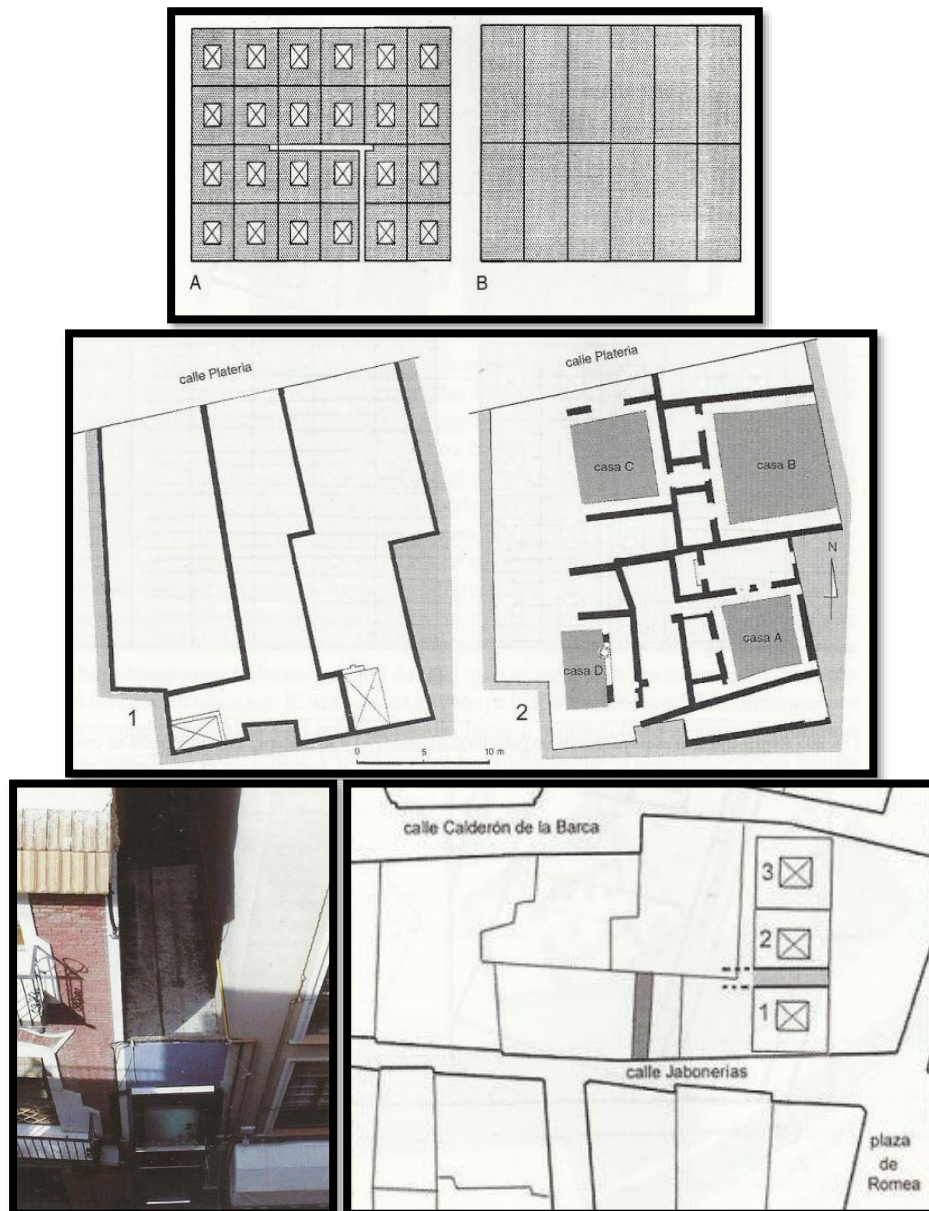 A
B
calle Platería
calle Platería
casa C
casa B
N
casa A
casa D
1
2
0 5 10 m
calle Calderón de la Barca
3
2
1
calle Jabonerias
plaza
de
Romea